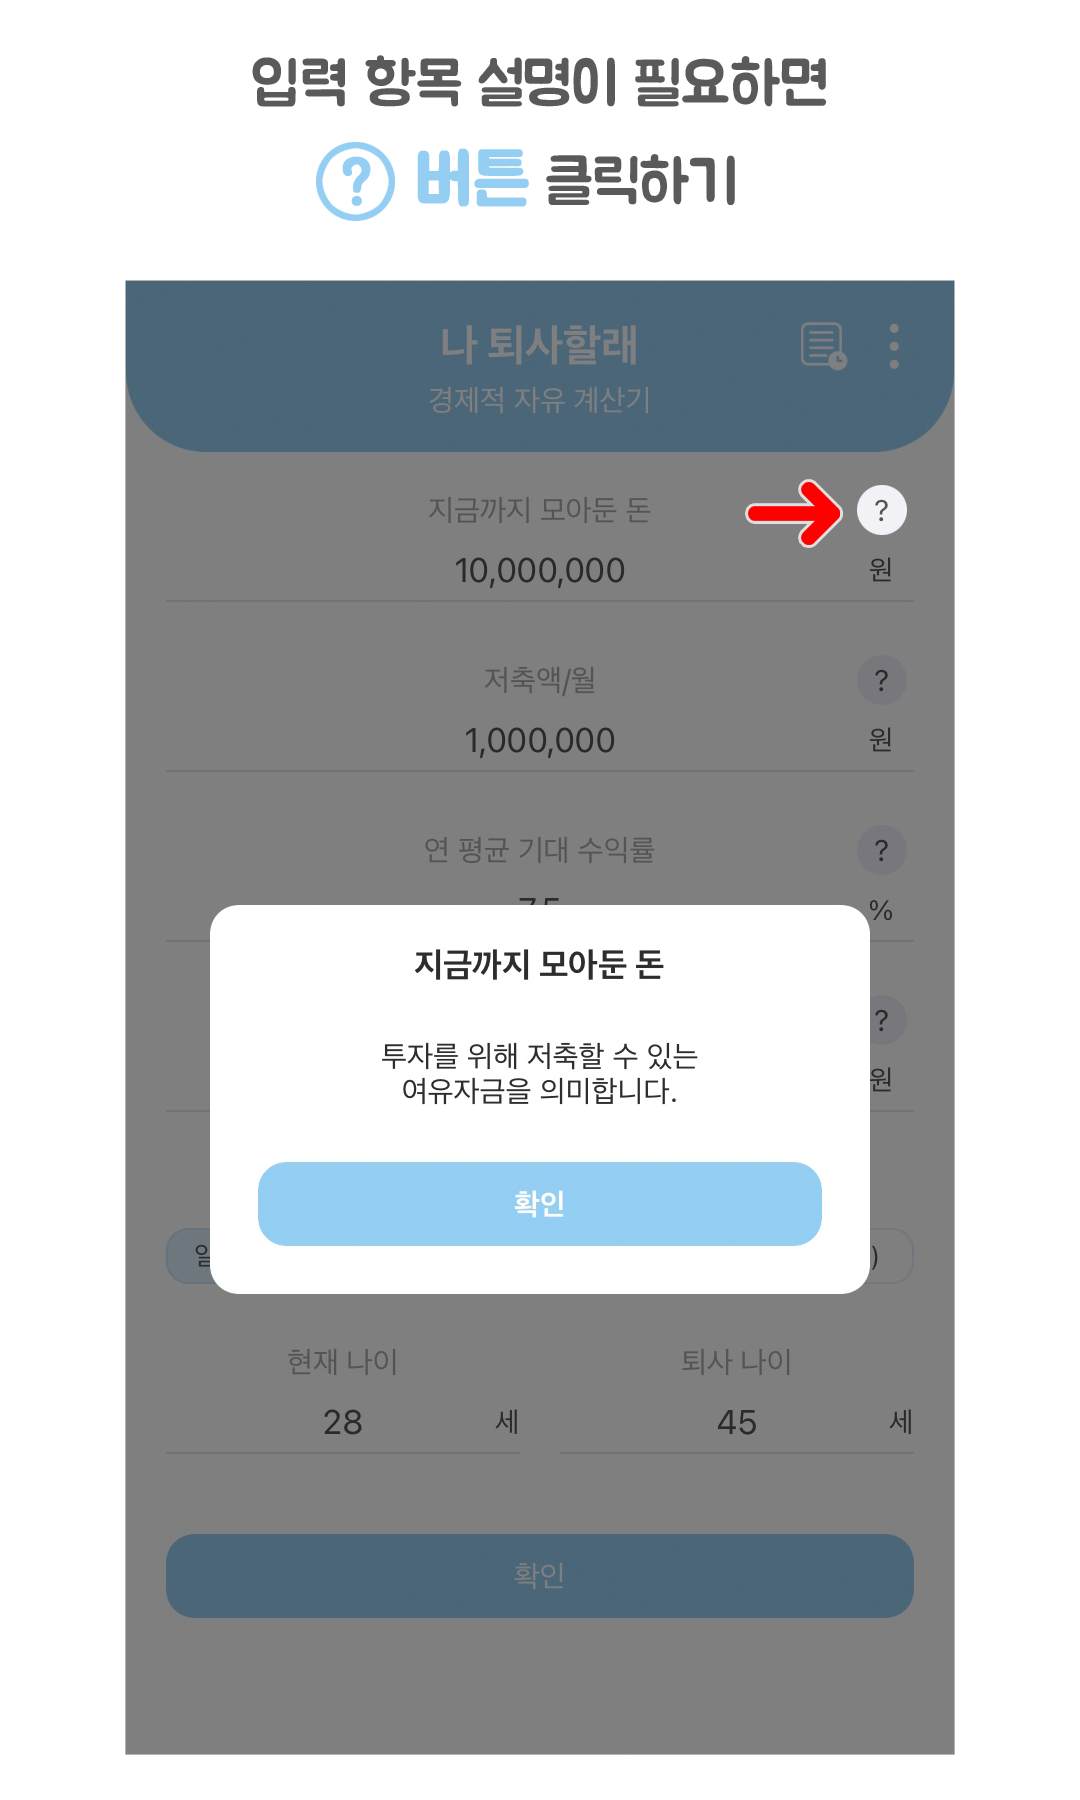 입력 항목 설명이 필요하면
? 버튼 클릭하기
나 퇴사할래
경제적 자유 계산기
지금까지 모아둔 돈
?
10,000,000
원
저축액/월
?
1,000,000
원
연 평균 기대 수익률
?
%
지금까지 모아둔 돈
?
투자를 위해 저축할 수 있는
원
여유자금을 의미합니다.
확인
)
현재 나이
퇴사 나이
28
세
45
세
확인